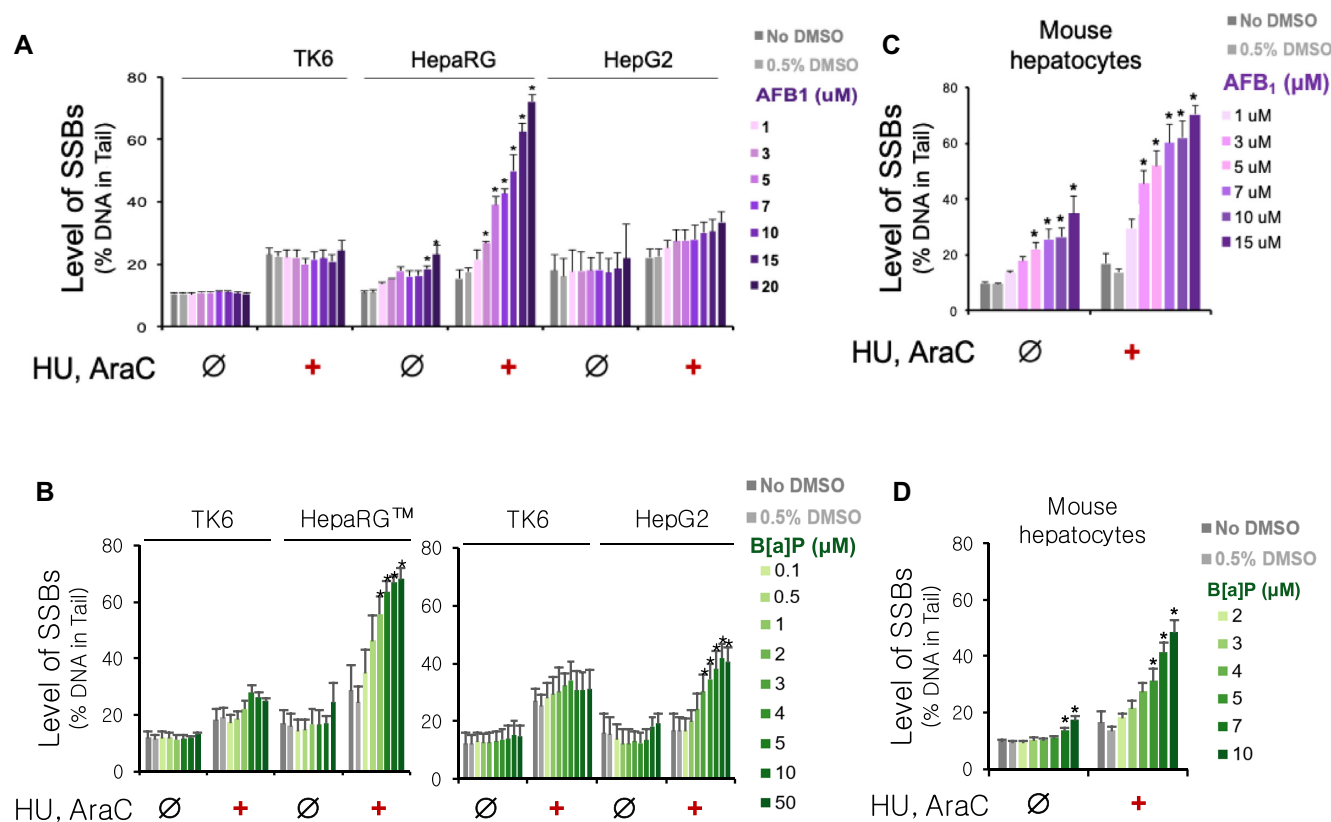 A
TK6
HepaRG
HepG2
No DMSO
0.5% DMSO
AFB1 (uM)
1
3
5
7
10
15
20
Level of SSBs
(% DNA in Tail)
80
60
40
20
0
* * * * * * * * *
HU, AraC
∅ + ∅ + ∅ +
C
Mouse
hepatocytes
No DMSO
0.5% DMSO
AFB₁ (µM)
1 uM
3 uM
5 uM
7 uM
10 uM
15 uM
Level of SSBs
(% DNA in Tail)
80
60
40
20
0
* * * * * * * * *
HU, AraC
∅ +
B
TK6
HepaRG™
TK6
HepG2
No DMSO
0.5% DMSO
B[a]P (µM)
0.1
0.5
1
2
3
4
5
10
50
Level of SSBs
(% DNA in Tail)
80
60
40
20
0
* * * *
80
60
40
20
0
* * * *
HU, AraC
∅ + ∅ + ∅ + ∅ +
D
Mouse
hepatocytes
No DMSO
0.5% DMSO
B[a]P (µM)
2
3
4
5
7
10
Level of SSBs
(% DNA in Tail)
80
60
40
20
0
* * * * *
HU, AraC
∅ +